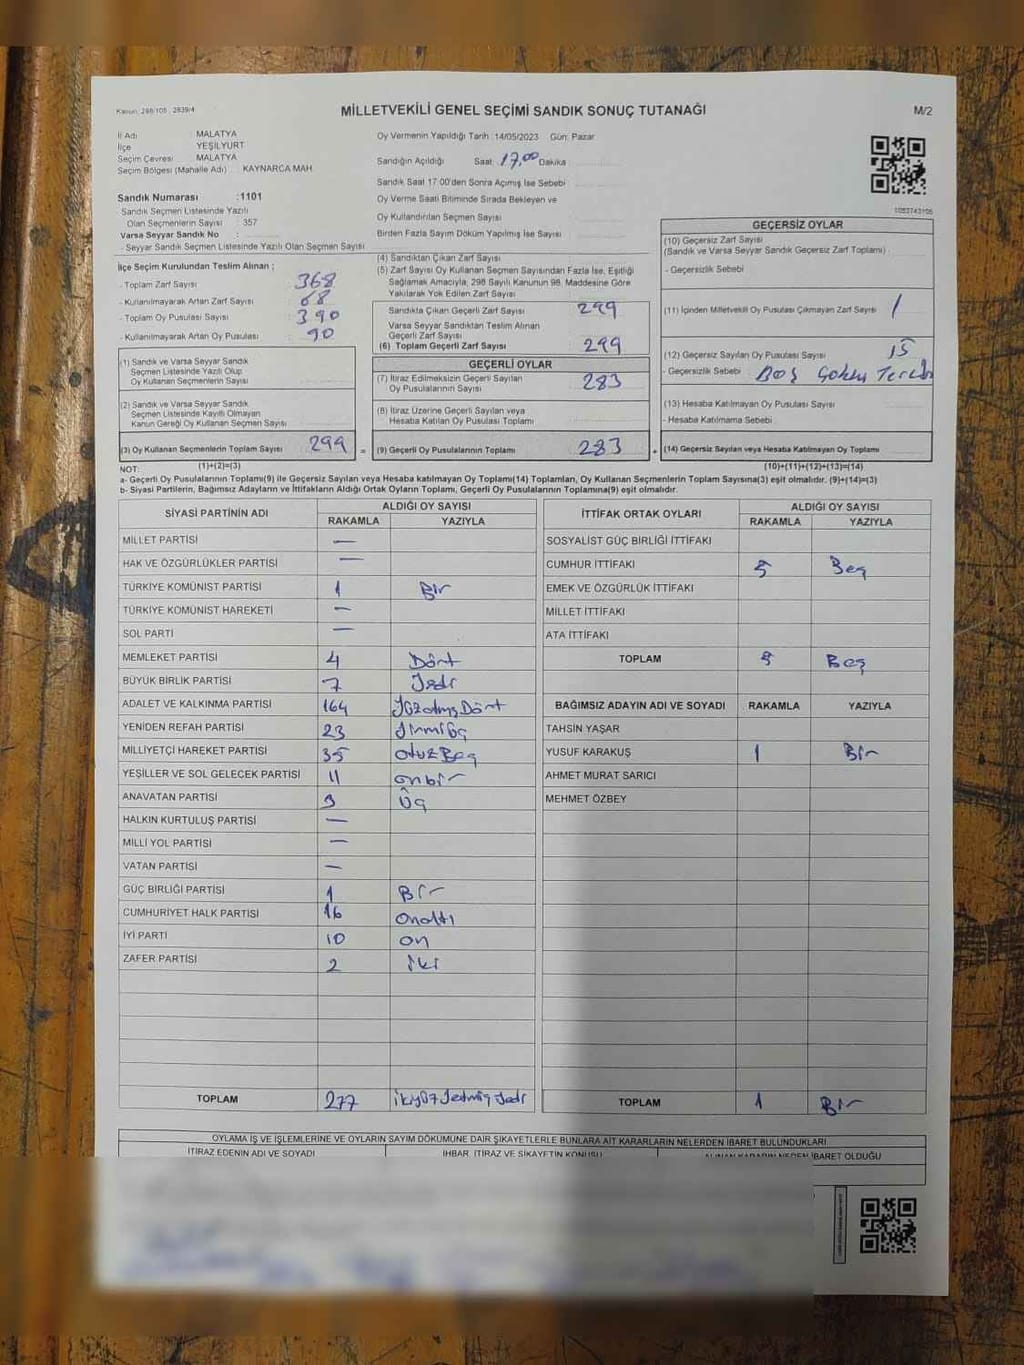 Kanun: 298/105, 2839/4
MİLLETVEKİLİ GENEL SEÇİMİ SANDIK SONUÇ TUTANAĞI
M/2
İl Adı : MALATYA
İlçe : YEŞİLYURT
Seçim Çevresi : MALATYA
Seçim Bölgesi (Mahalle Adı) : KAYNARCA MAH
Sandık Numarası :1101
- Sandık Seçmen Listesinde Yazılı
Olan Seçmenlerin Sayısı : 357
Varsa Seyyar Sandık No :
- Seyyar Sandık Seçmen Listesinde Yazılı Olan Seçmen Sayısı
Oy Vermenin Yapıldığı Tarih :14/05/2023 Gün: Pazar
Sandığın Açıldığı Saat: 17,00 Dakika
Sandık Saat 17:00'den Sonra Açılmış İse Sebebi
Oy Verme Saati Bitiminde Sırada Bekleyen ve
Oy Kullandırılan Seçmen Sayısı
Birden Fazla Sayım Döküm Yapılmış İse Sayısı
1053743105
İlçe Seçim Kurulundan Teslim Alınan ;
- Toplam Zarf Sayısı 368
- Kullanılmayarak Artan Zarf Sayısı 68
- Toplam Oy Pusulası Sayısı 390
- Kullanılmayarak Artan Oy Pusulası 90
(1) Sandık ve Varsa Seyyar Sandık
Seçmen Listesinde Yazılı Olup
Oy Kullanan Seçmenlerin Sayısı
(2) Sandık ve Varsa Seyyar Sandık
Seçmen Listesinde Kayıtlı Olmayan
Kanun Gereği Oy Kullanan Seçmen Sayısı
(3) Oy Kullanan Seçmenlerin Toplam Sayısı 299 =
(4) Sandıktan Çıkan Zarf Sayısı
(5) Zarf Sayısı Oy Kullanan Seçmen Sayısından Fazla İse, Eşitliği
Sağlamak Amacıyla, 298 Sayılı Kanunun 98. Maddesine Göre
Yakılarak Yok Edilen Zarf Sayısı
Sandıkta Çıkan Geçerli Zarf Sayısı 299
Varsa Seyyar Sandıktan Teslim Alınan
Geçerli Zarf Sayısı
(6) Toplam Geçerli Zarf Sayısı 299
GEÇERLİ OYLAR
(7) İtiraz Edilmeksizin Geçerli Sayılan
Oy Pusulalarının Sayısı 283
(8) İtiraz Üzerine Geçerli Sayılan veya
Hesaba Katılan Oy Pusulası Toplamı
(9) Geçerli Oy Pusulalarının Toplamı 283 +
GEÇERSİZ OYLAR
(10) Geçersiz Zarf Sayısı
(Sandık ve Varsa Seyyar Sandık Geçersiz Zarf Toplamı)
- Geçersizlik Sebebi
(11) İçinden Milletvekili Oy Pusulası Çıkmayan Zarf Sayısı 1
(12) Geçersiz Sayılan Oy Pusulası Sayısı 15
- Geçersizlik Sebebi Boş
(13) Hesaba Katılmayan Oy Pusulası Sayısı
- Hesaba Katılmama Sebebi
(14) Geçersiz Sayılan veya Hesaba Katılmayan Oy Toplamı
NOT: (1)+(2)=(3) (10)+(11)+(12)+(13)=(14)
a- Geçerli Oy Pusulalarının Toplamı(9) ile Geçersiz Sayılan veya Hesaba katılmayan Oy Toplamı(14) Toplamları, Oy Kullanan Seçmenlerin Toplam Sayısına(3) eşit olmalıdır. (9)+(14)=(3)
b- Siyasi Partilerin, Bağımsız Adayların ve İttifakların Aldığı Ortak Oyların Toplamı, Geçerli Oy Pusulalarının Toplamına(9) eşit olmalıdır.
SİYASİ PARTİNİN ADI ALDIĞI OY SAYISI
RAKAMLA YAZIYLA
MİLLET PARTİSİ —
HAK VE ÖZGÜRLÜKLER PARTİSİ —
TÜRKİYE KOMÜNİST PARTİSİ 1 Bir
TÜRKİYE KOMÜNİST HAREKETİ —
SOL PARTİ —
MEMLEKET PARTİSİ 4 Dört
BÜYÜK BİRLİK PARTİSİ 7 Yedi
ADALET VE KALKINMA PARTİSİ 164 YüzatmışDört
YENİDEN REFAH PARTİSİ 23 Yirmiüç
MİLLİYETÇİ HAREKET PARTİSİ 35 otuzBeş
YEŞİLLER VE SOL GELECEK PARTİSİ 11 onbir
ANAVATAN PARTİSİ 3 Üç
HALKIN KURTULUŞ PARTİSİ —
MİLLİ YOL PARTİSİ —
VATAN PARTİSİ —
GÜÇ BİRLİĞİ PARTİSİ 1 Bir
CUMHURİYET HALK PARTİSİ 16 Onaltı
İYİ PARTİ 10 on
ZAFER PARTİSİ 2 iki
TOPLAM 277 ikiyüzYetmişYedi
İTTİFAK ORTAK OYLARI ALDIĞI OY SAYISI
RAKAMLA YAZIYLA
SOSYALİST GÜÇ BİRLİĞİ İTTİFAKI
CUMHUR İTTİFAKI 5 Beş
EMEK VE ÖZGÜRLÜK İTTİFAKI
MİLLET İTTİFAKI
ATA İTTİFAKI
TOPLAM 5 Beş
BAĞIMSIZ ADAYIN ADI VE SOYADI RAKAMLA YAZIYLA
TAHSİN YAŞAR
YUSUF KARAKUŞ 1 Bir
AHMET MURAT SARICI
MEHMET ÖZBEY
TOPLAM 1 Bir
OYLAMA İŞ VE İŞLEMLERİNE VE OYLARIN SAYIM DÖKÜMÜNE DAİR ŞİKAYETLERLE BUNLARA AİT KARARLARIN NELERDEN İBARET BULUNDUKLARI
İTİRAZ EDENİN ADI VE SOYADI İHBAR, İTİRAZ VE ŞİKAYETİN KONUSU ALINAN KARARIN NEDEN İBARET OLDUĞU